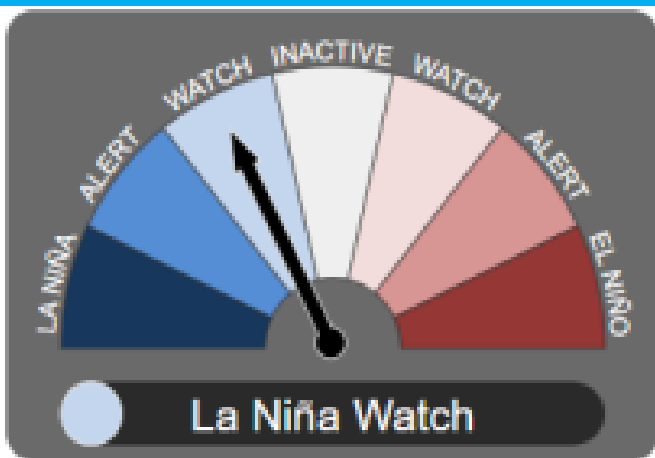 LA NIÑA
ALERT
WATCH
INACTIVE
WATCH
ALERT
EL NIÑO
La Niña Watch